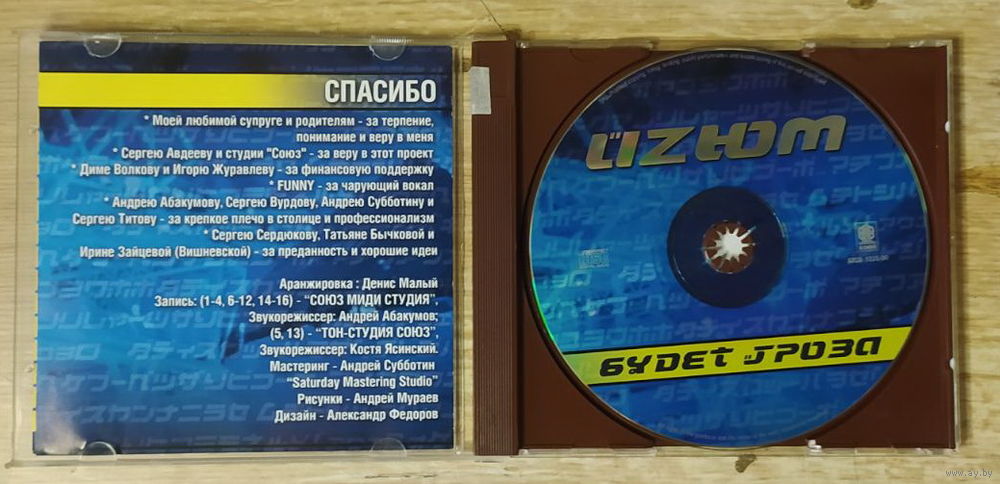 СПАСИБО
* Моей любимой супруге и родителям - за терпение,
понимание и веру в меня
* Сергею Авдееву и студии "Союз" - за веру в этот проект
* Диме Волкову и Игорю Журавлеву - за финансовую поддержку
* FUNNY - за чарующий вокал
* Андрею Абакумову, Сергею Вурдову, Андрею Субботину и
Сергею Титову - за крепкое плечо в столице и профессионализм
* Сергею Сердюкову, Татьяне Бычковой и
Ирине Зайцевой (Вишневской) - за преданность и хорошие идеи
Аранжировка : Денис Малый
Запись: (1-4, 6-12, 14-16) - “СОЮЗ МИДИ СТУДИЯ”,
Звукорежиссер: Андрей Абакумов;
(5, 13) - “ТОН-СТУДИЯ СОЮЗ”,
Звукорежиссер: Костя Ясинский.
Мастеринг - Андрей Субботин
“Saturday Mastering Studio”
Рисунки - Андрей Мураев
Дизайн - Александр Федоров
ИЗЮМ
БУДЕТ ГРОЗА
www.ay.by